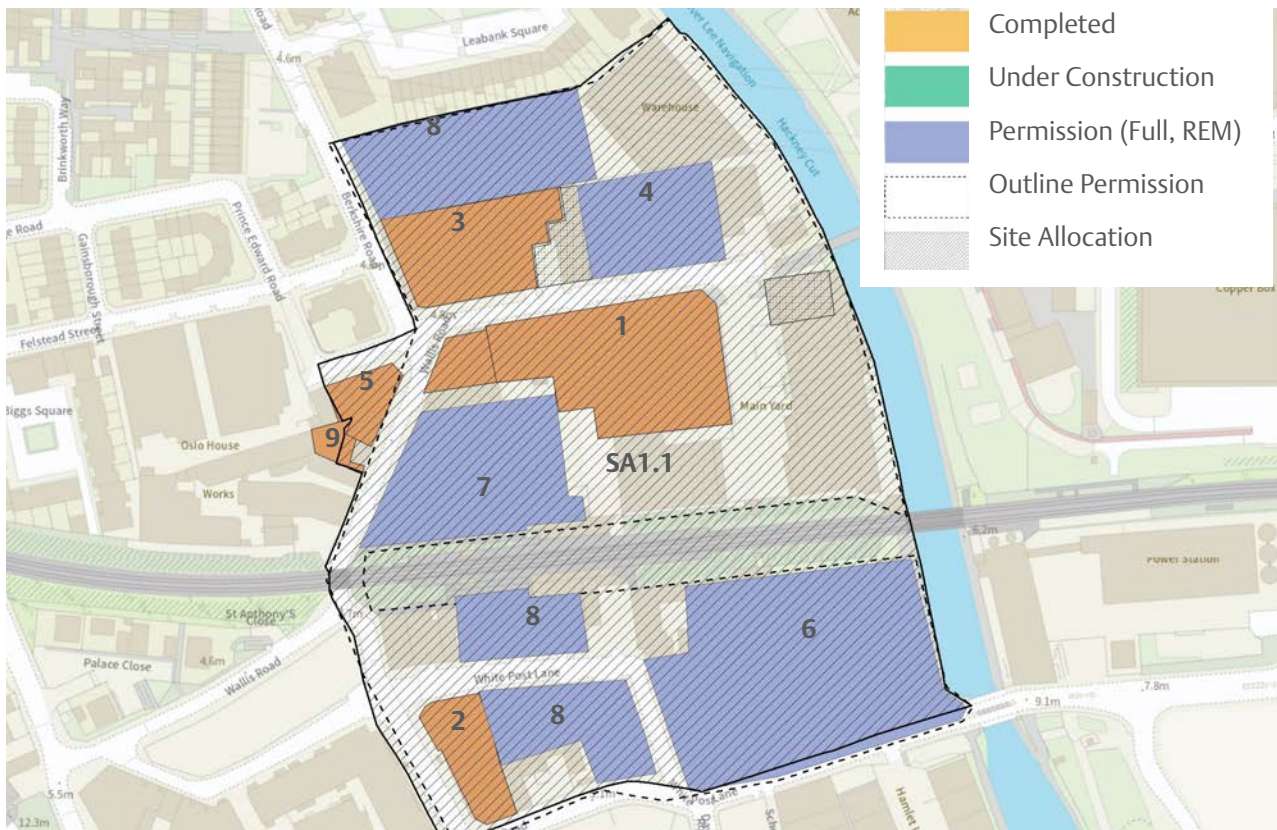 Completed
Under Construction
Permission (Full, REM)
Outline Permission
Site Allocation
Leabank Square
4.6m
Brinkworth Way
Warehouse
Hackney Cut
8
4
3
Prince Edward Road
Berkshire Road
Gainsborough Street
Felstead Street
Wallis Road
1
5
Main Yard
Biggs Square
Oslo House
9
SA1.1
Works
7
6.2m
Power Station
St Anthony'S
Close
8
6
Palace Close
4.6m
Wallis Road
White Post Lane
7.8m
9.1m
2
8
5.5m
12.3m